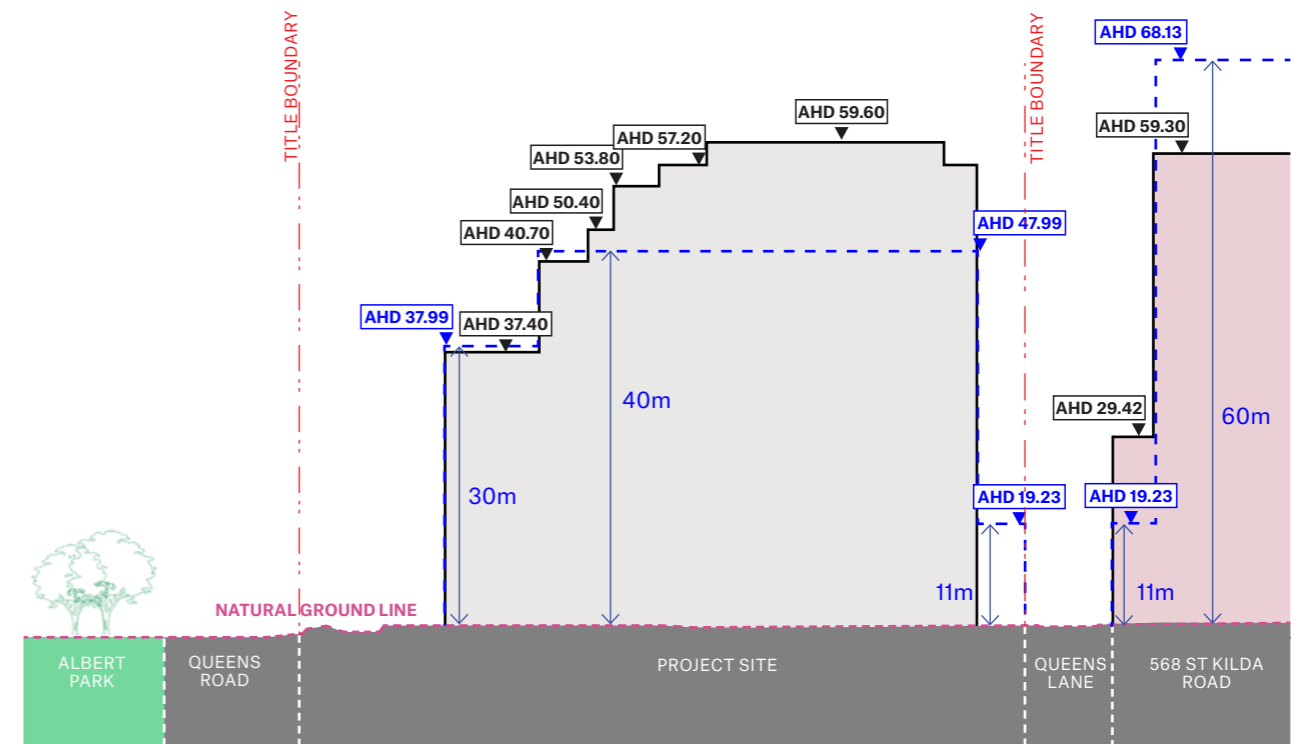 TITLE BOUNDARY
TITLE BOUNDARY
AHD 68.13
AHD 59.60
AHD 59.30
AHD 57.20
AHD 53.80
AHD 50.40
AHD 47.99
AHD 40.70
AHD 37.99
AHD 37.40
40m
AHD 29.42
60m
30m
AHD 19.23
AHD 19.23
11m
11m
NATURAL GROUND LINE
ALBERT
PARK
QUEENS
ROAD
PROJECT SITE
QUEENS
LANE
568 ST KILDA
ROAD